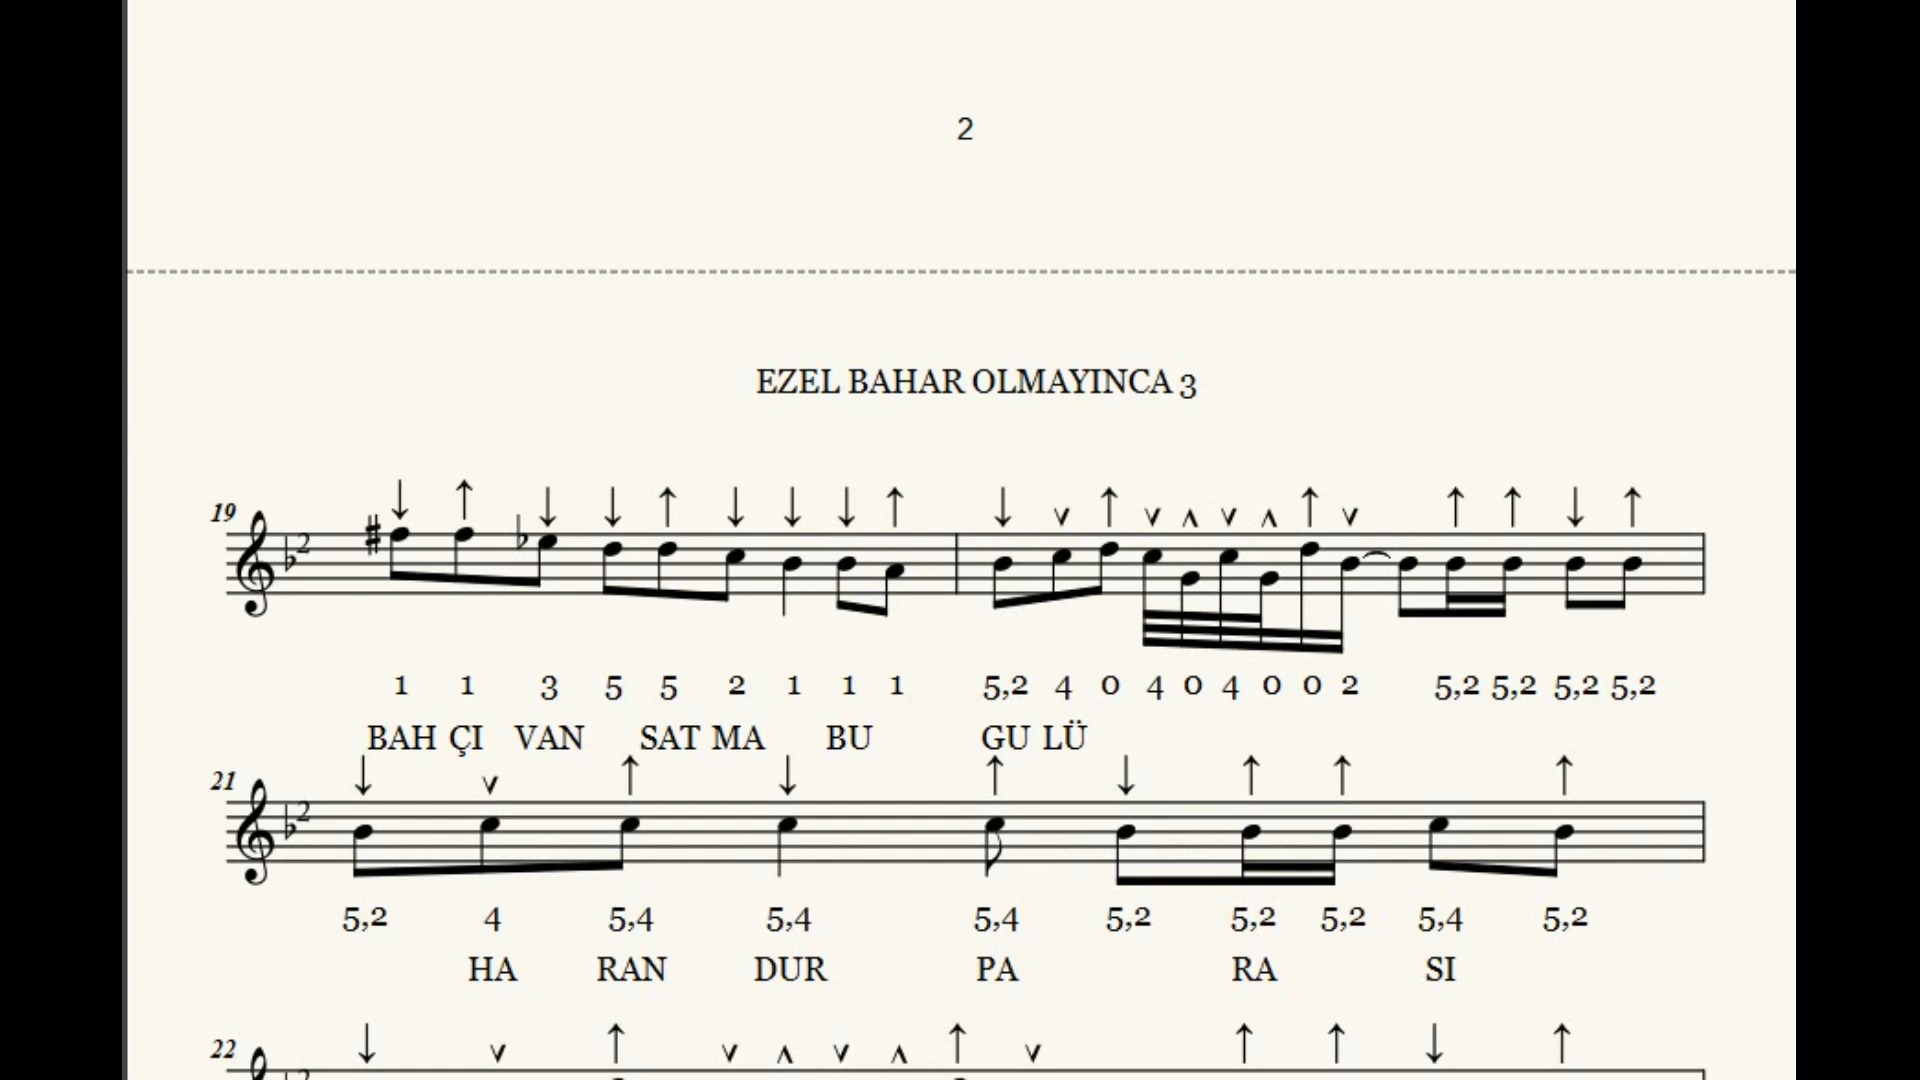 2
EZEL BAHAR OLMAYINCA 3
19
2
1 1 3 5 5 2 1 1 1 5,2 4 0 4 0 4 0 0 2 5,2 5,2 5,2 5,2
BAH ÇI VAN SAT MA BU GU LÜ
21
2
5,2 4 5,4 5,4 5,4 5,2 5,2 5,2 5,4 5,2
HA RAN DUR PA RA SI
22
2